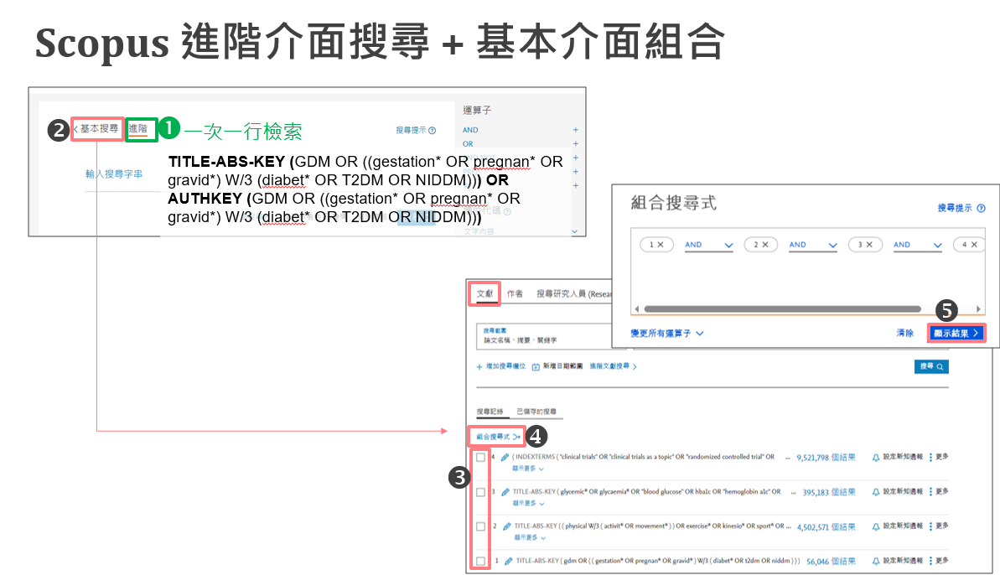 Scopus 進階介面搜尋 + 基本介面組合
❷ 基本搜尋 進階 ❶ 一次一行檢索
搜尋提示
運算子
AND +
OR +
輸入搜尋字串
TITLE-ABS-KEY (GDM OR ((gestation* OR pregnan* OR
gravid*) W/3 (diabet* OR T2DM OR NIDDM))) OR
AUTHKEY (GDM OR ((gestation* OR pregnan* OR
gravid*) W/3 (diabet* OR T2DM OR NIDDM)))
文字內容
組合搜尋式
搜尋提示
1 × AND 2 × AND 3 × AND 4 ×
❺
變更所有運算子 清除 顯示結果 >
文獻 作者 搜尋研究人員 (Resear
搜尋範圍
論文名稱、摘要、關鍵字
+ 增加搜尋欄位 新增日期範圍 進階文獻搜尋 >
搜尋
搜尋記錄 已儲存的搜尋
組合搜尋式 ❹
❸
4 ( INDEXTERMS ( "clinical trials" OR "clinical trials as a topic" OR "randomized controlled trial" OR ... 9,521,798 個結果 設定新知通報 更多
顯示更多
3 TITLE-ABS-KEY ( glycemic* OR glycaemia* OR "blood glucose" OR hba1c OR "hemoglobin a1c" OR ... 395,183 個結果 設定新知通報 更多
顯示更多
2 TITLE-ABS-KEY ( ( physical W/3 ( activit* OR movement* ) ) OR exercise* OR kinesio* OR sport* OR ... 4,502,571 個結果 設定新知通報 更多
顯示更多
1 TITLE-ABS-KEY ( gdm OR ( ( gestation* OR pregnan* OR gravid* ) W/3 ( diabet* OR t2dm OR niddm ) ) ) 56,046 個結果 設定新知通報 更多